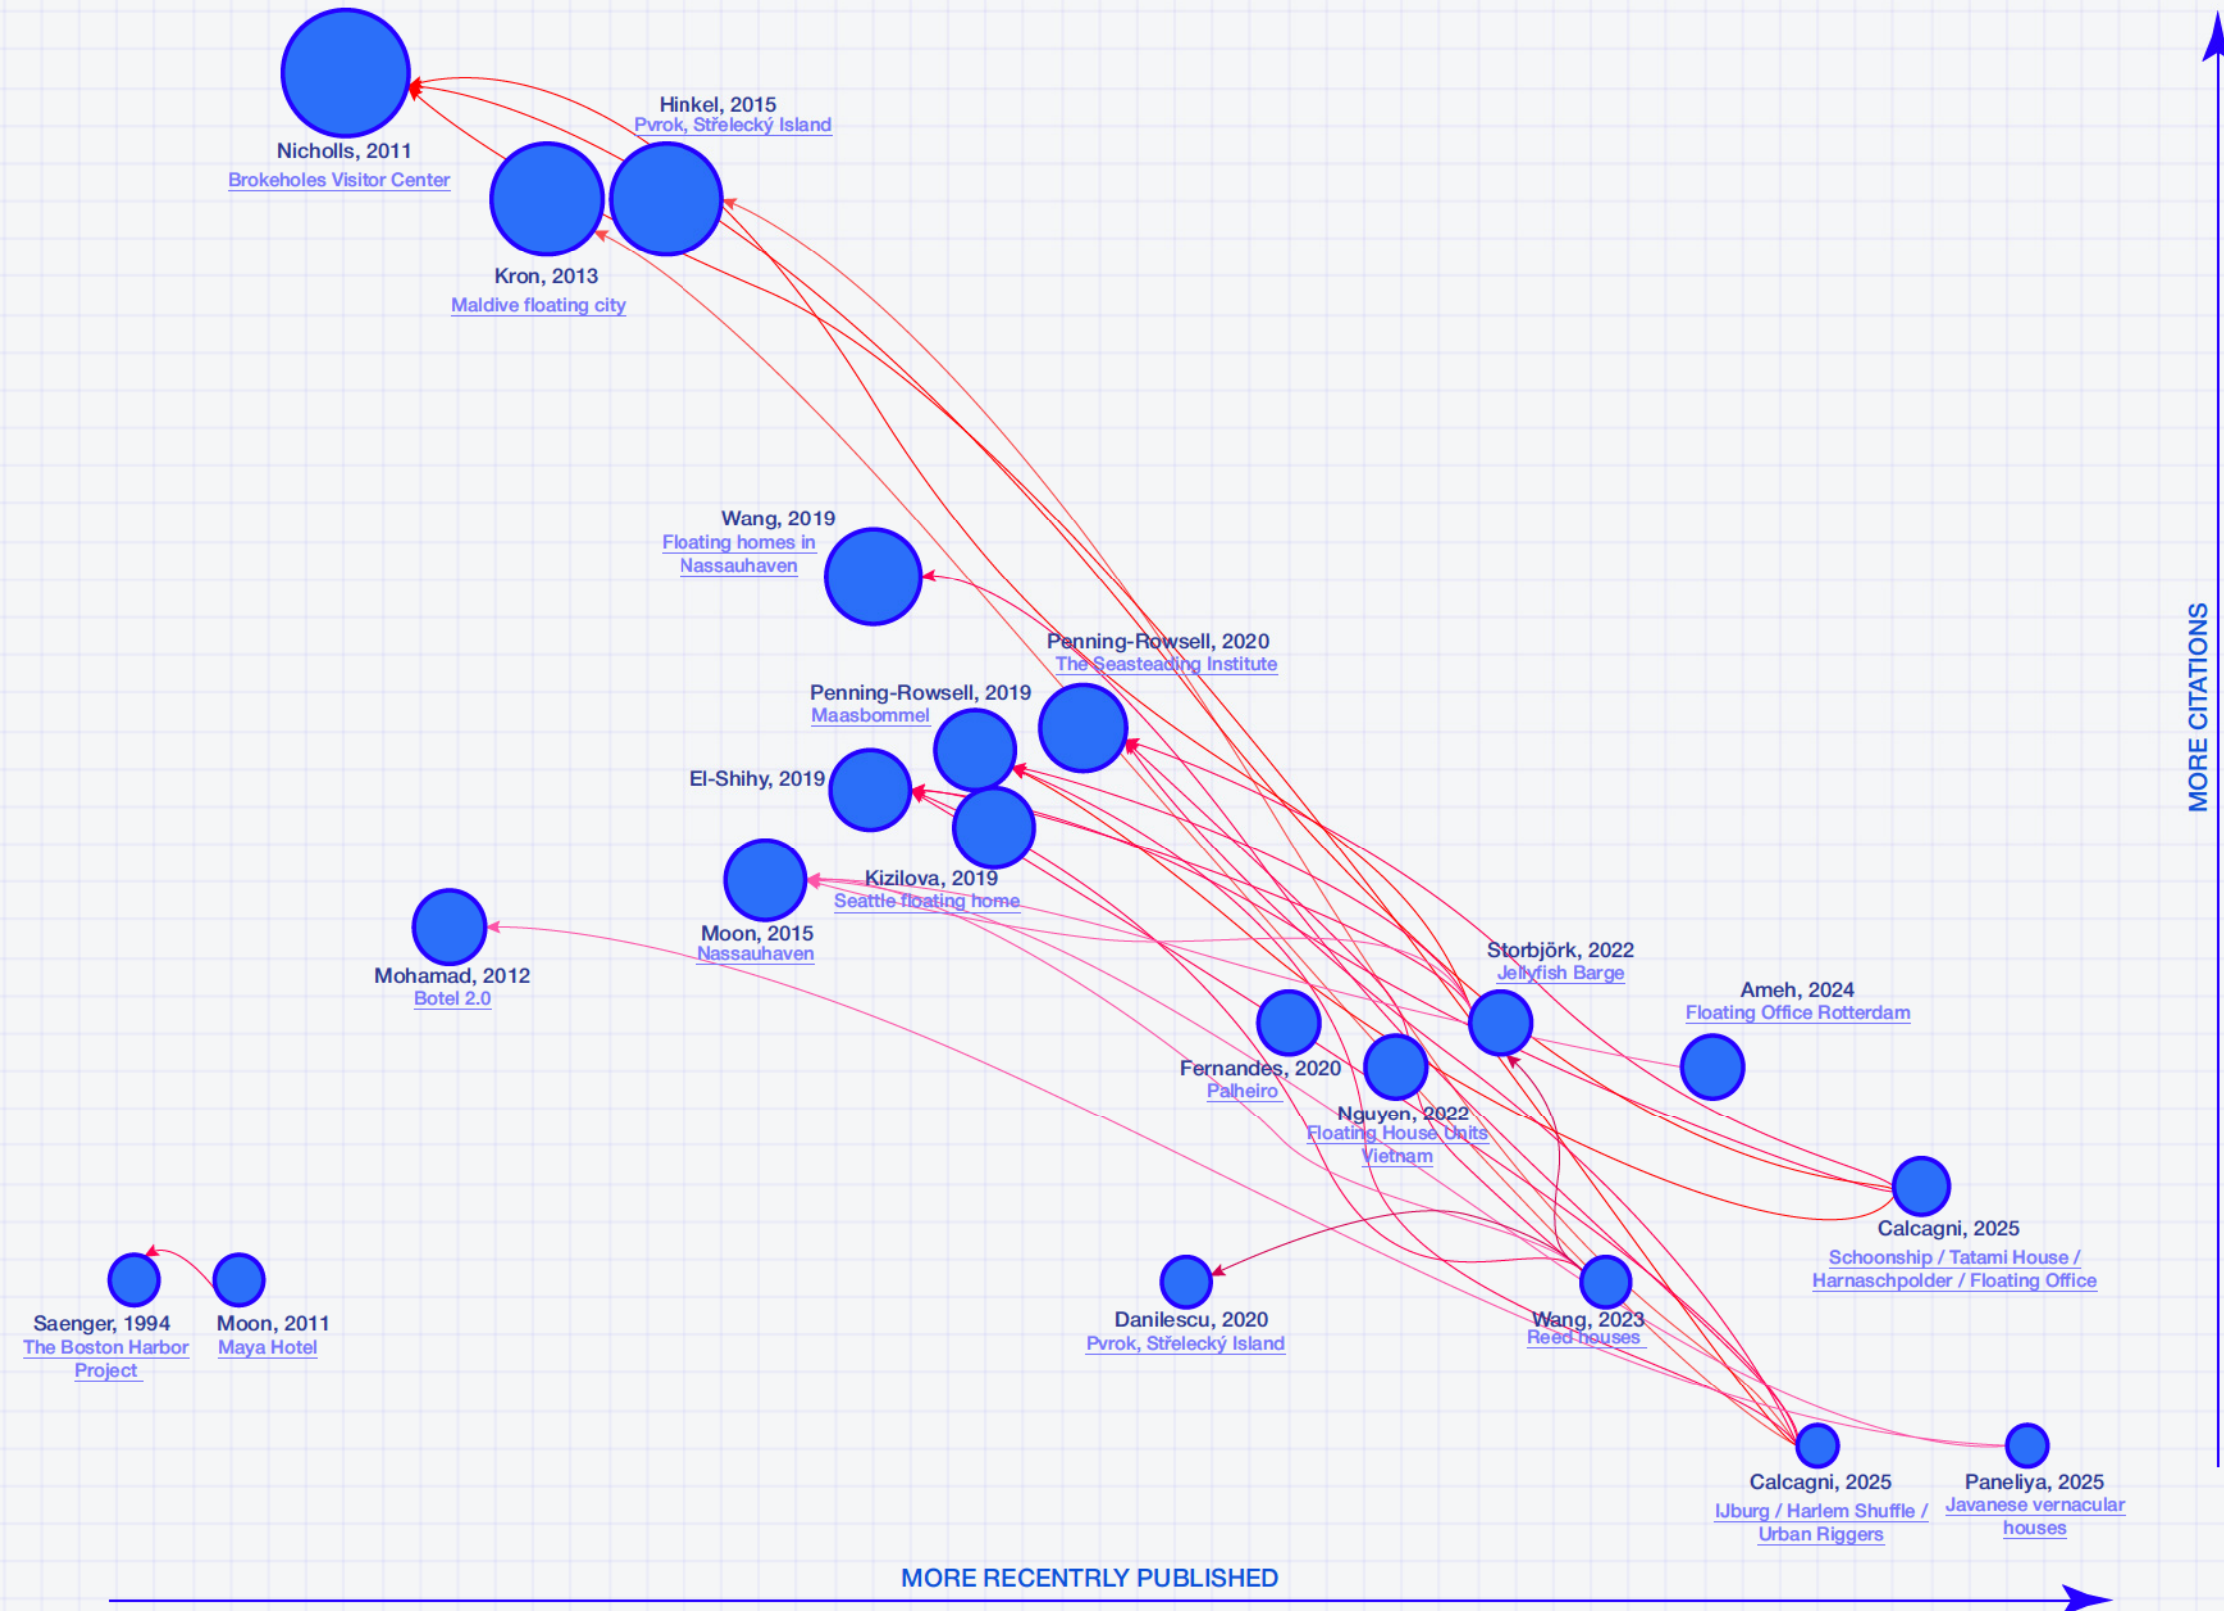 Hinkel, 2015
Pvrok, Střelecký Island
Nicholls, 2011
Brokeholes Visitor Center
Kron, 2013
Maldive floating city
Wang, 2019
Floating homes in
Nassauhaven
Penning-Rowsell, 2020
The Seasteading Institute
Penning-Rowsell, 2019
Maasbommel
El-Shihy, 2019
Kizilova, 2019
Seattle floating home
Moon, 2015
Nassauhaven
Mohamad, 2012
Botel 2.0
Storbjörk, 2022
Jellyfish Barge
Ameh, 2024
Floating Office Rotterdam
Fernandes, 2020
Palheiro
Nguyen, 2022
Floating House Units
Vietnam
Calcagni, 2025
Schoonship / Tatami House /
Harnaschpolder / Floating Office
Saenger, 1994
The Boston Harbor
Project
Moon, 2011
Maya Hotel
Danilescu, 2020
Pvrok, Střelecký Island
Wang, 2023
Reed houses
Calcagni, 2025
IJburg / Harlem Shuffle /
Urban Riggers
Paneliya, 2025
Javanese vernacular
houses
MORE RECENTRLY PUBLISHED
MORE CITATIONS